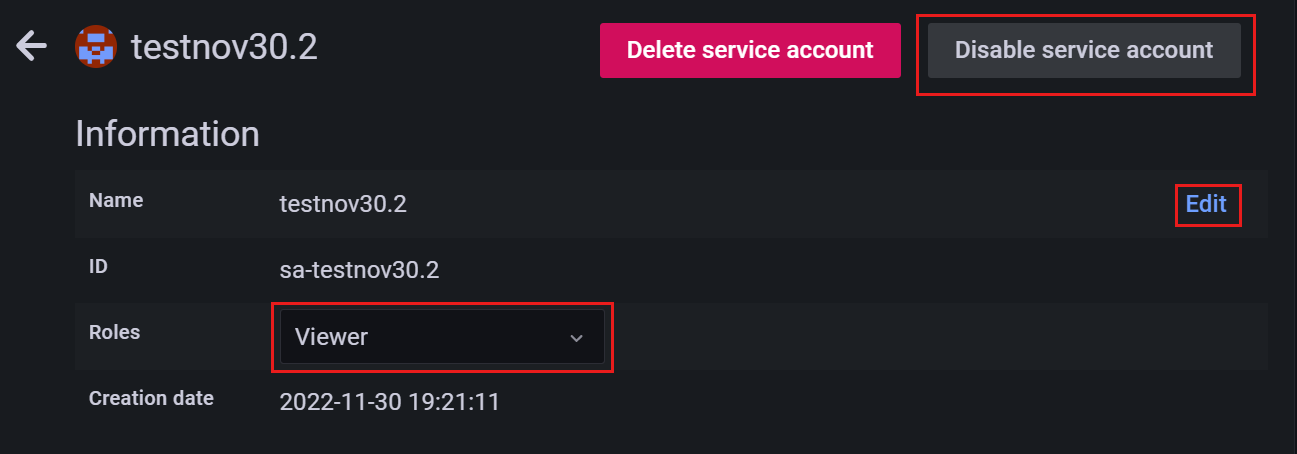 testnov30.2
Delete service account
Disable service account
Information
Name
testnov30.2
Edit
ID
sa-testnov30.2
Roles
Viewer
Creation date
2022-11-30 19:21:11